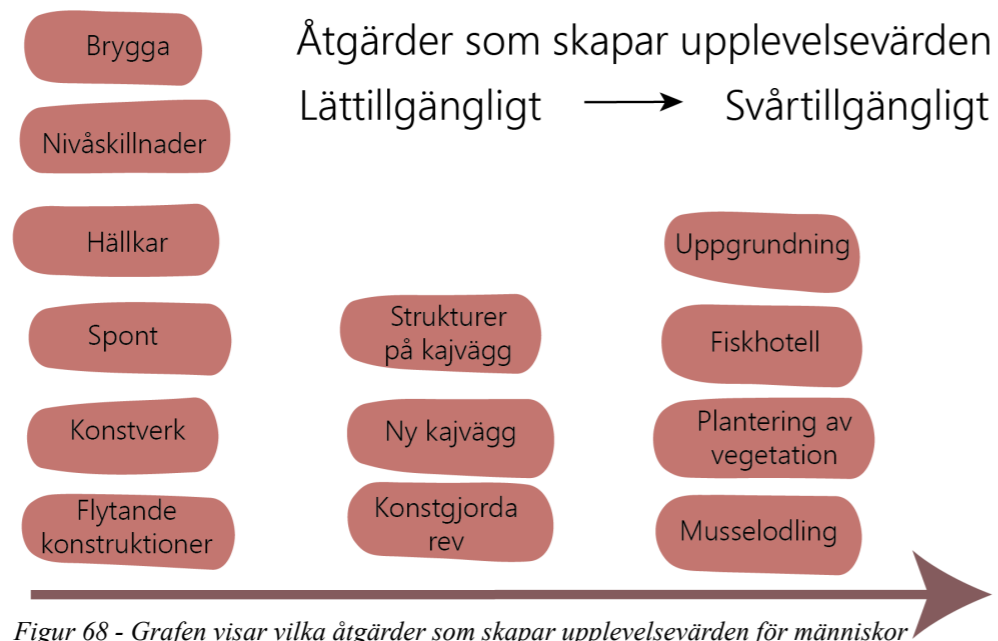 Åtgärder som skapar upplevelsevärden
Lättillgängligt → Svårtillgängligt
Brygga
Nivåskillnader
Hällkar
Spont
Konstverk
Flytande
konstruktioner
Strukturer
på kajvägg
Ny kajvägg
Konstgjorda
rev
Uppgrundning
Fiskhotell
Plantering av
vegetation
Musselodling
Figur 68 - Grafen visar vilka åtgärder som skapar upplevelsevärden för människor